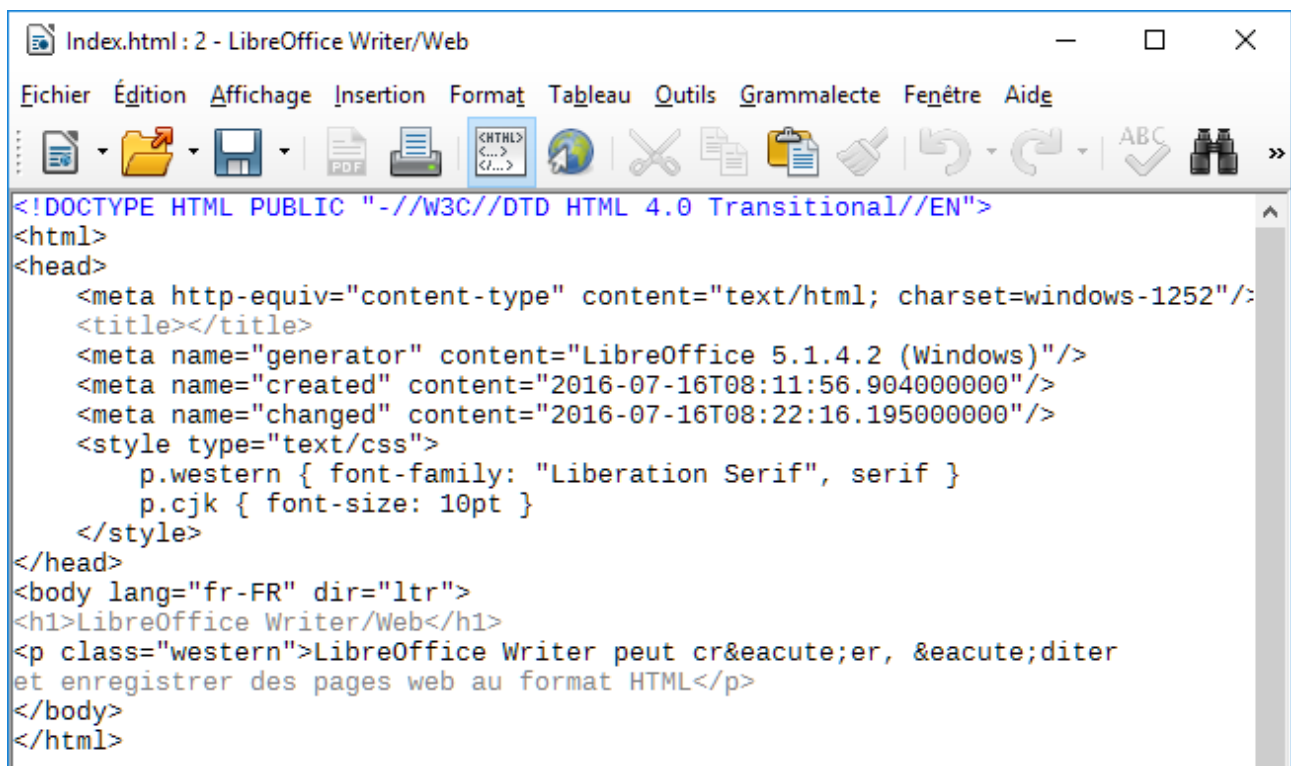 Index.html : 2 - LibreOffice Writer/Web
Fichier Édition Affichage Insertion Format Tableau Outils Grammalecte Fenêtre Aide
PDF <HTML> <...> </...> ABC »
<!DOCTYPE HTML PUBLIC "-//W3C//DTD HTML 4.0 Transitional//EN">
<html>
<head>
    <meta http-equiv="content-type" content="text/html; charset=windows-1252"/>
    <title></title>
    <meta name="generator" content="LibreOffice 5.1.4.2 (Windows)"/>
    <meta name="created" content="2016-07-16T08:11:56.904000000"/>
    <meta name="changed" content="2016-07-16T08:22:16.195000000"/>
    <style type="text/css">
        p.western { font-family: "Liberation Serif", serif }
        p.cjk { font-size: 10pt }
    </style>
</head>
<body lang="fr-FR" dir="ltr">
<h1>LibreOffice Writer/Web</h1>
<p class="western">LibreOffice Writer peut cr&eacute;er, &eacute;diter
et enregistrer des pages web au format HTML</p>
</body>
</html>